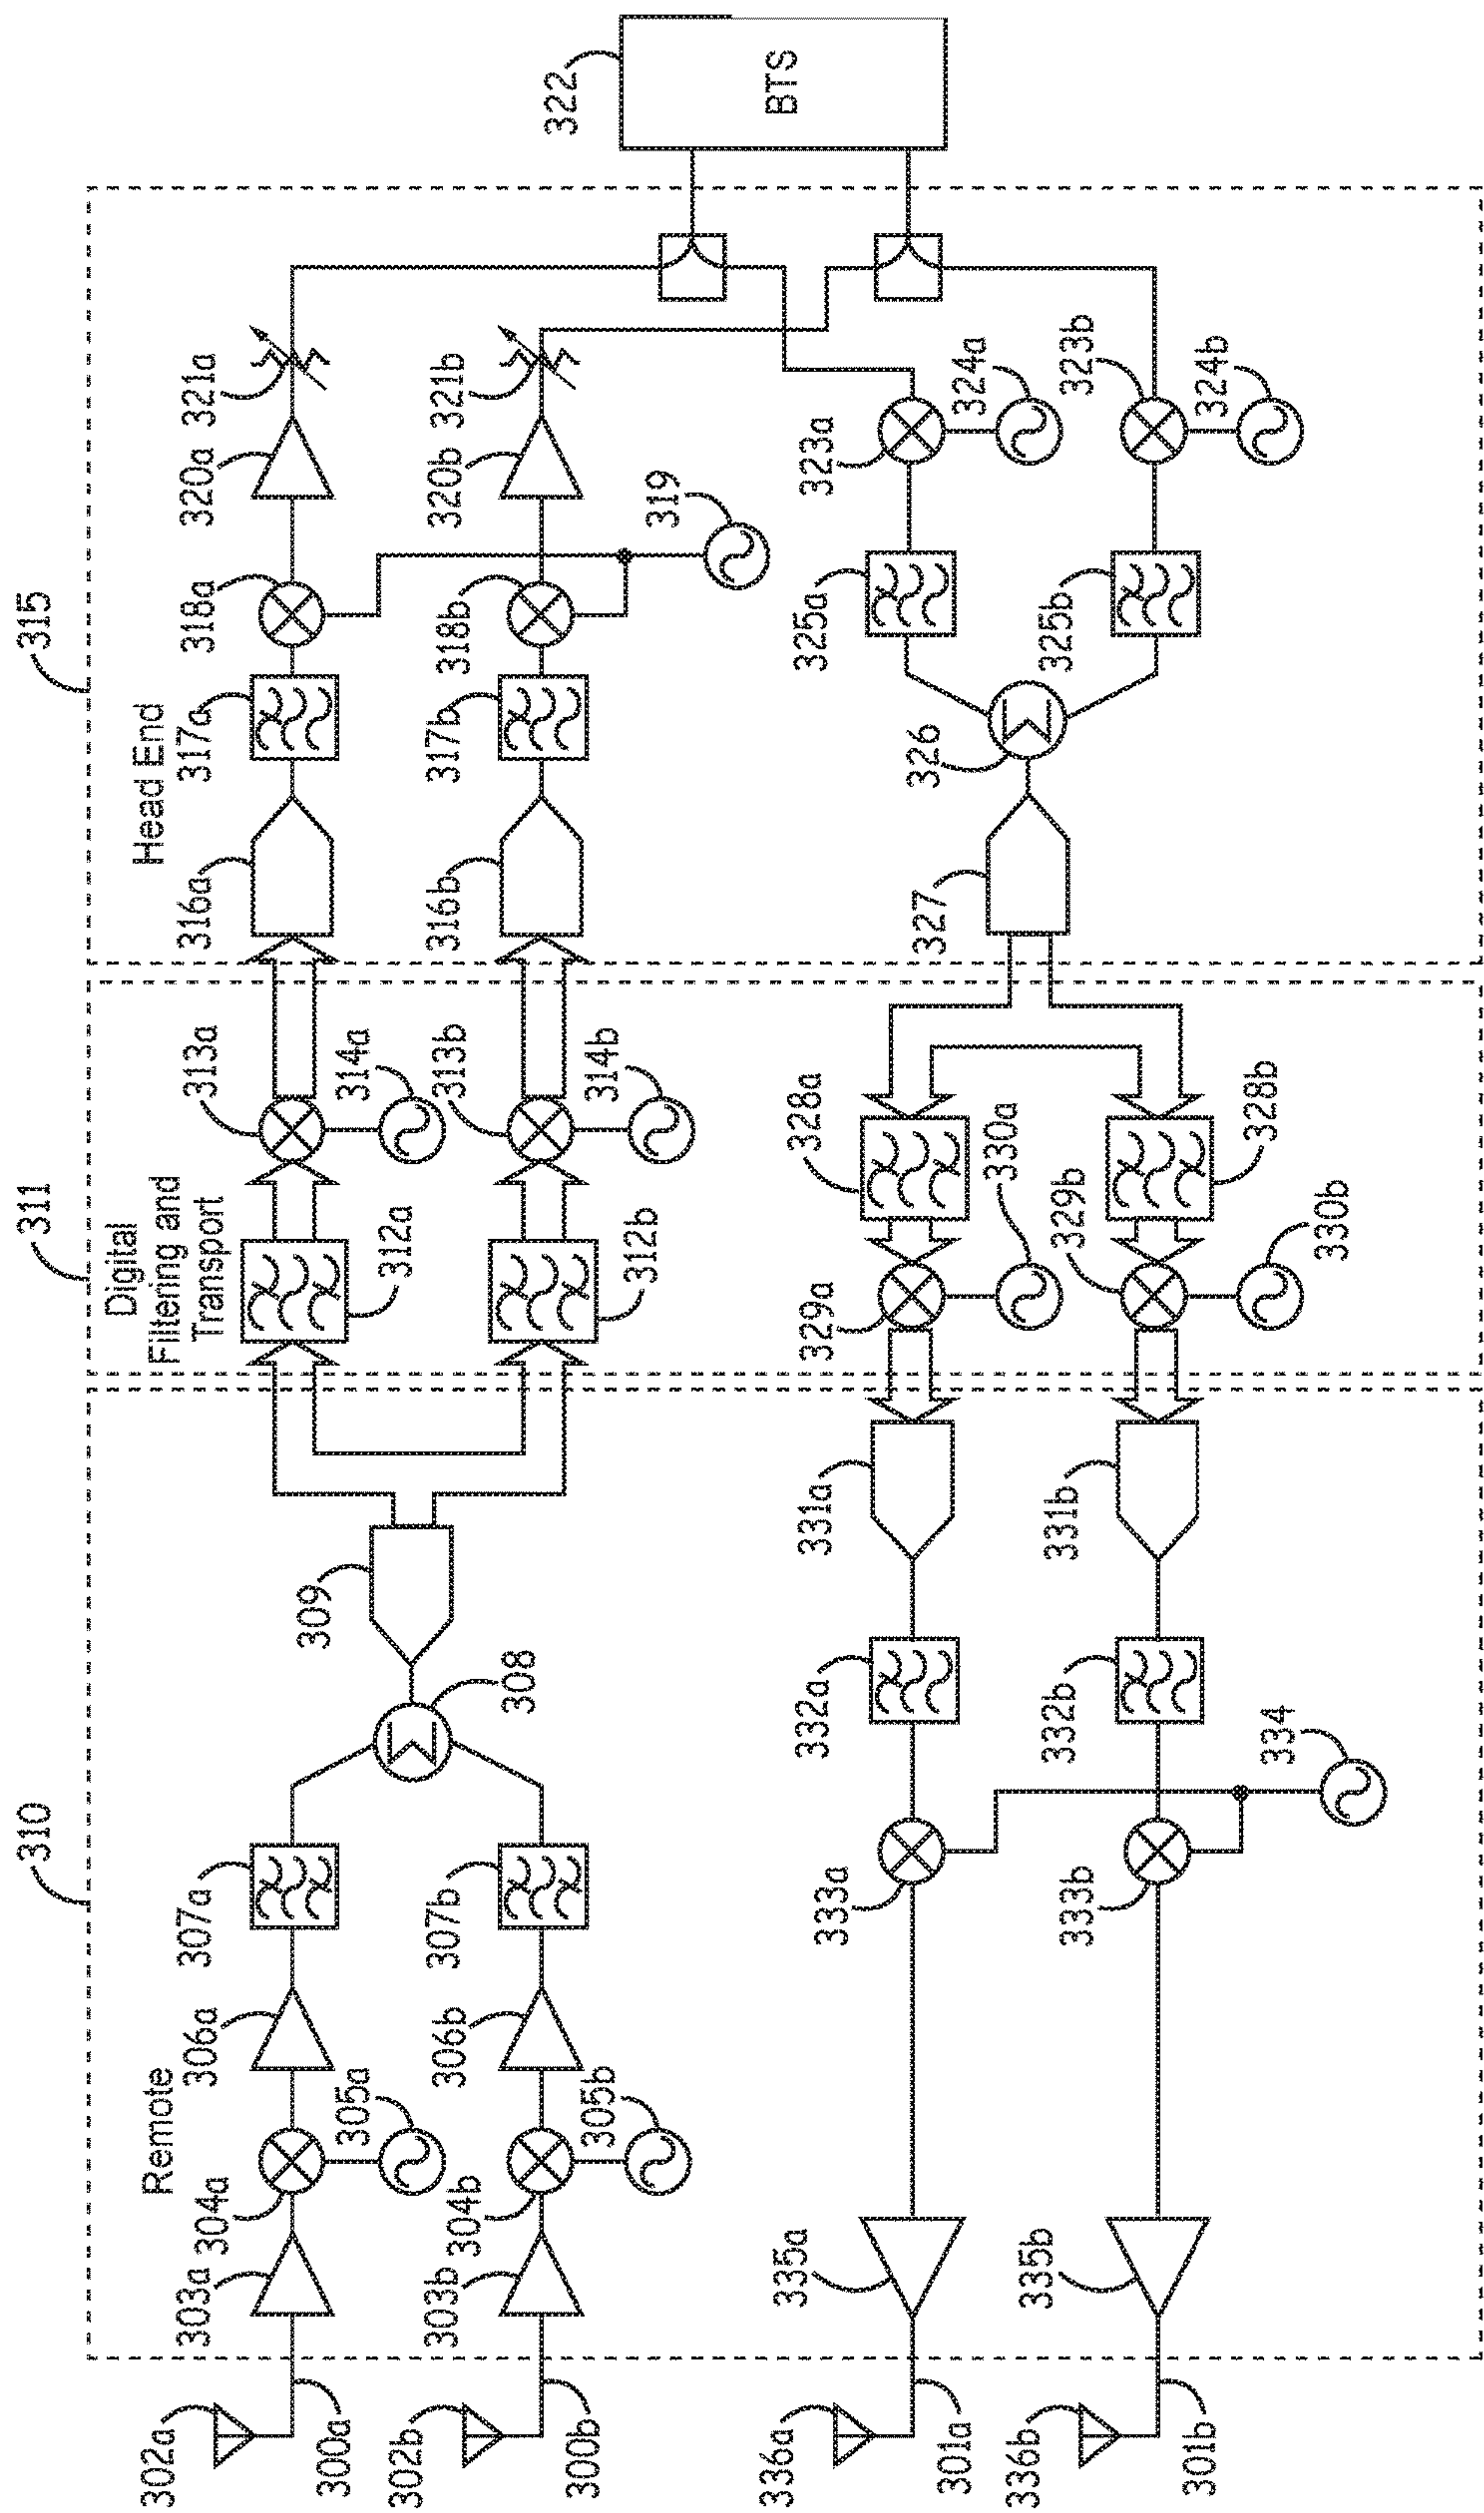 310
311
315
Remote
Digital
Filtering and
Transport
Head End
302a
300a
303a
304a
305a
306a
307a
302b
300b
303b
304b
305b
306b
307b
308
309
312a
313a
314a
312b
313b
314b
316a
317a
318a
320a
321a
316b
317b
318b
320b
321b
319
322
BTS
336a
301a
335a
333a
332a
331a
329a
330a
328a
336b
301b
335b
333b
334
332b
331b
329b
330b
328b
327
326
325a
323a
324a
325b
323b
324b